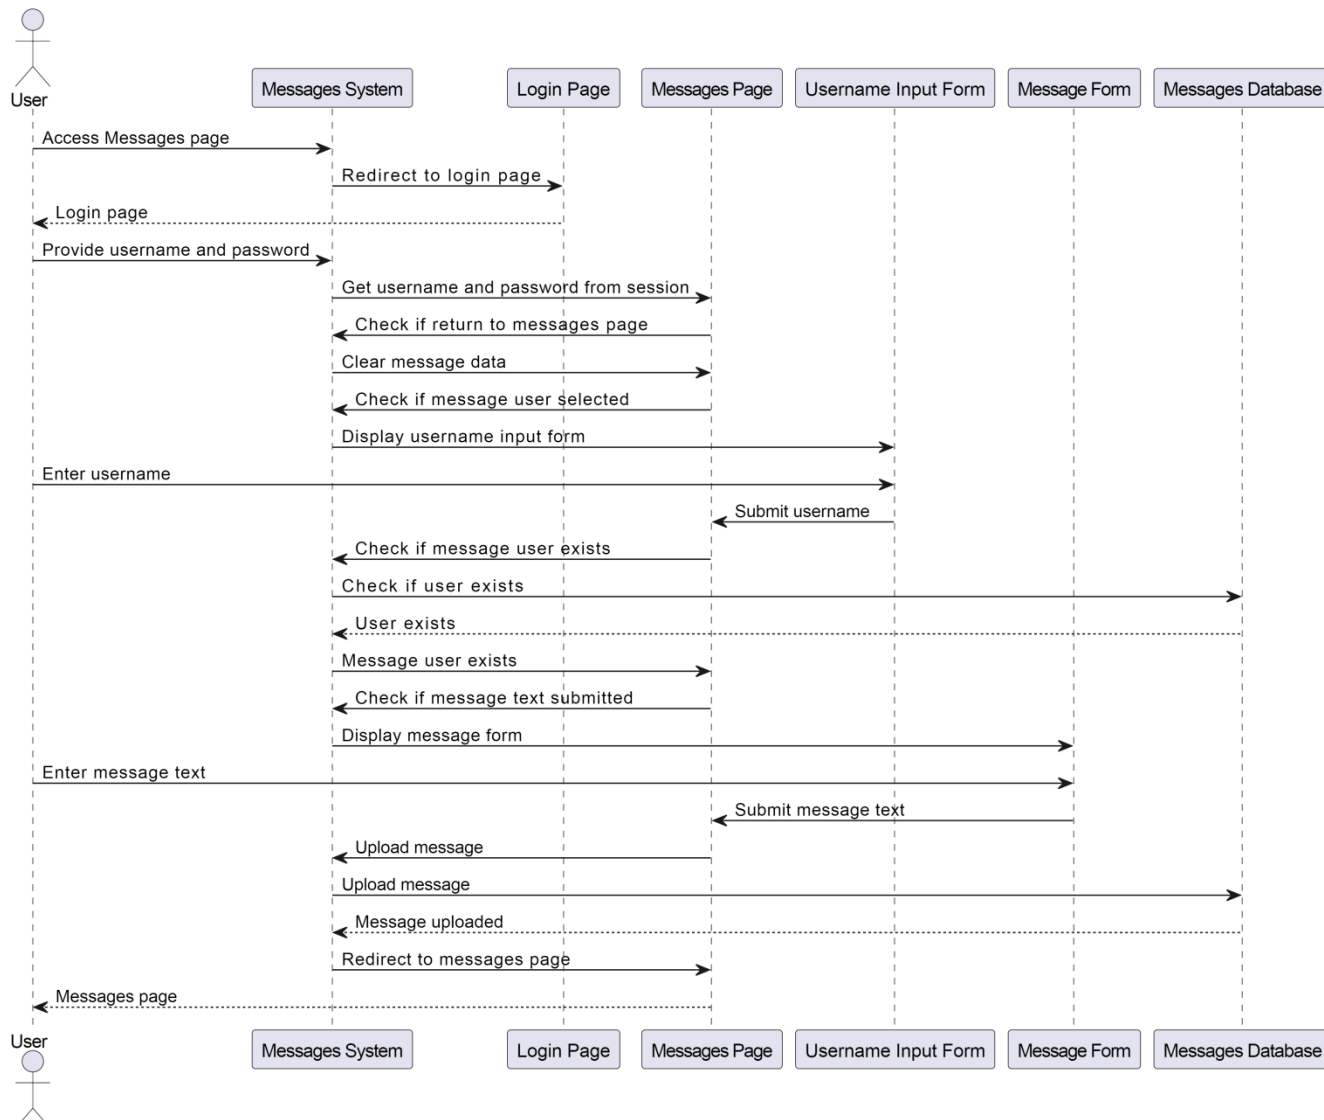 User
Messages System
Login Page
Messages Page
Username Input Form
Message Form
Messages Database
Access Messages page
Redirect to login page
Login page
Provide username and password
Get username and password from session
Check if return to messages page
Clear message data
Check if message user selected
Display username input form
Enter username
Submit username
Check if message user exists
Check if user exists
User exists
Message user exists
Check if message text submitted
Display message form
Enter message text
Submit message text
Upload message
Upload message
Message uploaded
Redirect to messages page
Messages page
User
Messages System
Login Page
Messages Page
Username Input Form
Message Form
Messages Database